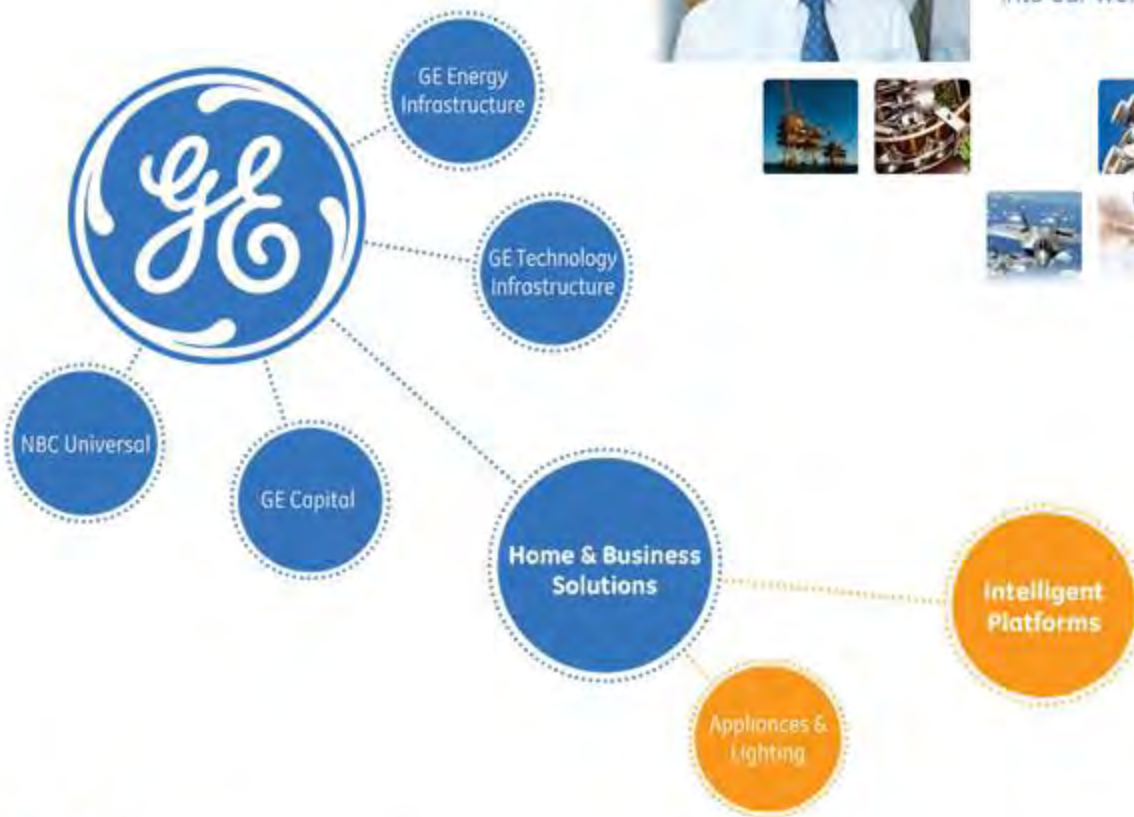 GE
GE Energy
Infrastructure
GE Technology
Infrastructure
NBC Universal
GE Capital
Home & Business
Solutions
Intelligent
Platforms
Appliances &
Lighting